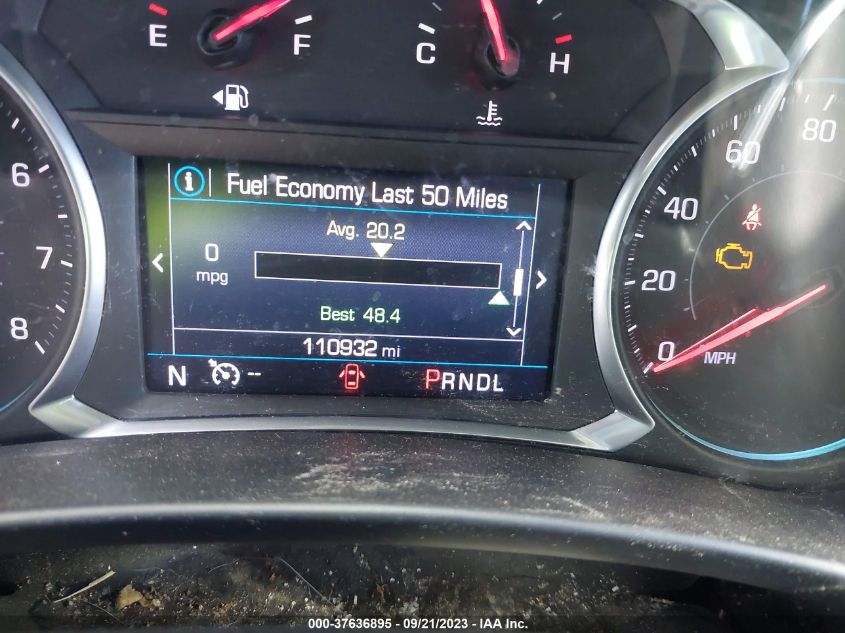 E F
C H
6
7
8
i Fuel Economy Last 50 Miles
Avg. 20.2
0
mpg
Best 48.4
110932 mi
N -- PRNDL
80
60
40
20
0
MPH
000-37636895 - 09/21/2023 - IAA Inc.